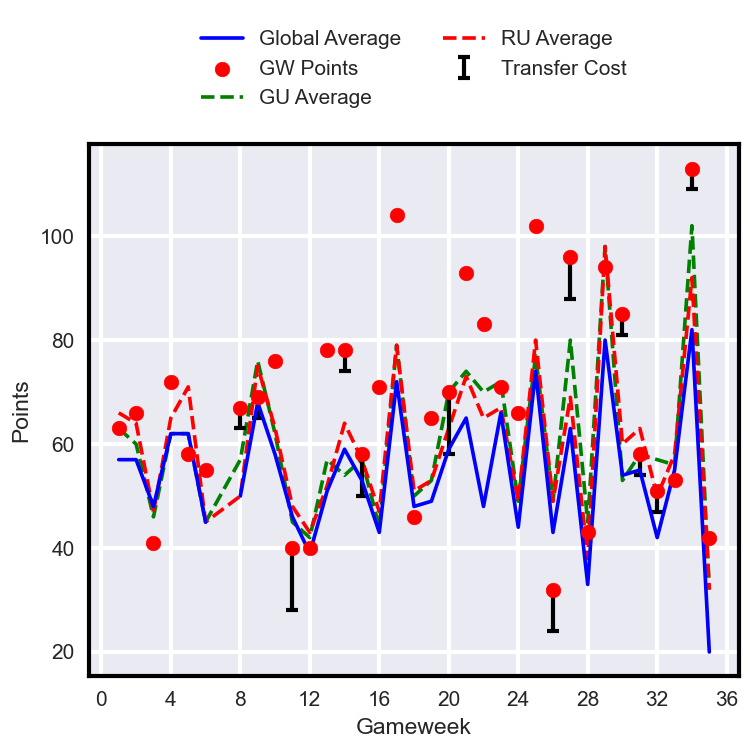 Global Average
GW Points
GU Average
RU Average
Transfer Cost
Points
100
80
60
40
20
0 4 8 12 16 20 24 28 32 36
Gameweek